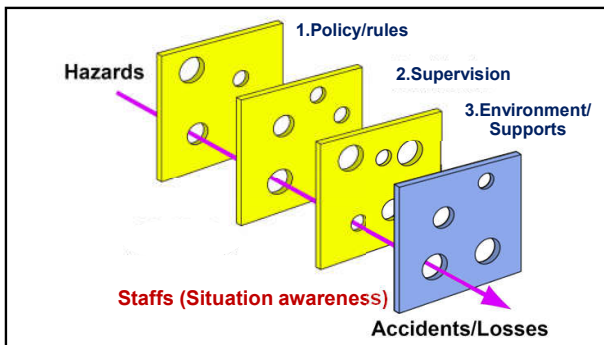 1.Policy/rules
Hazards
2.Supervision
3.Environment/
Supports
Staffs (Situation awareness)
Accidents/Losses